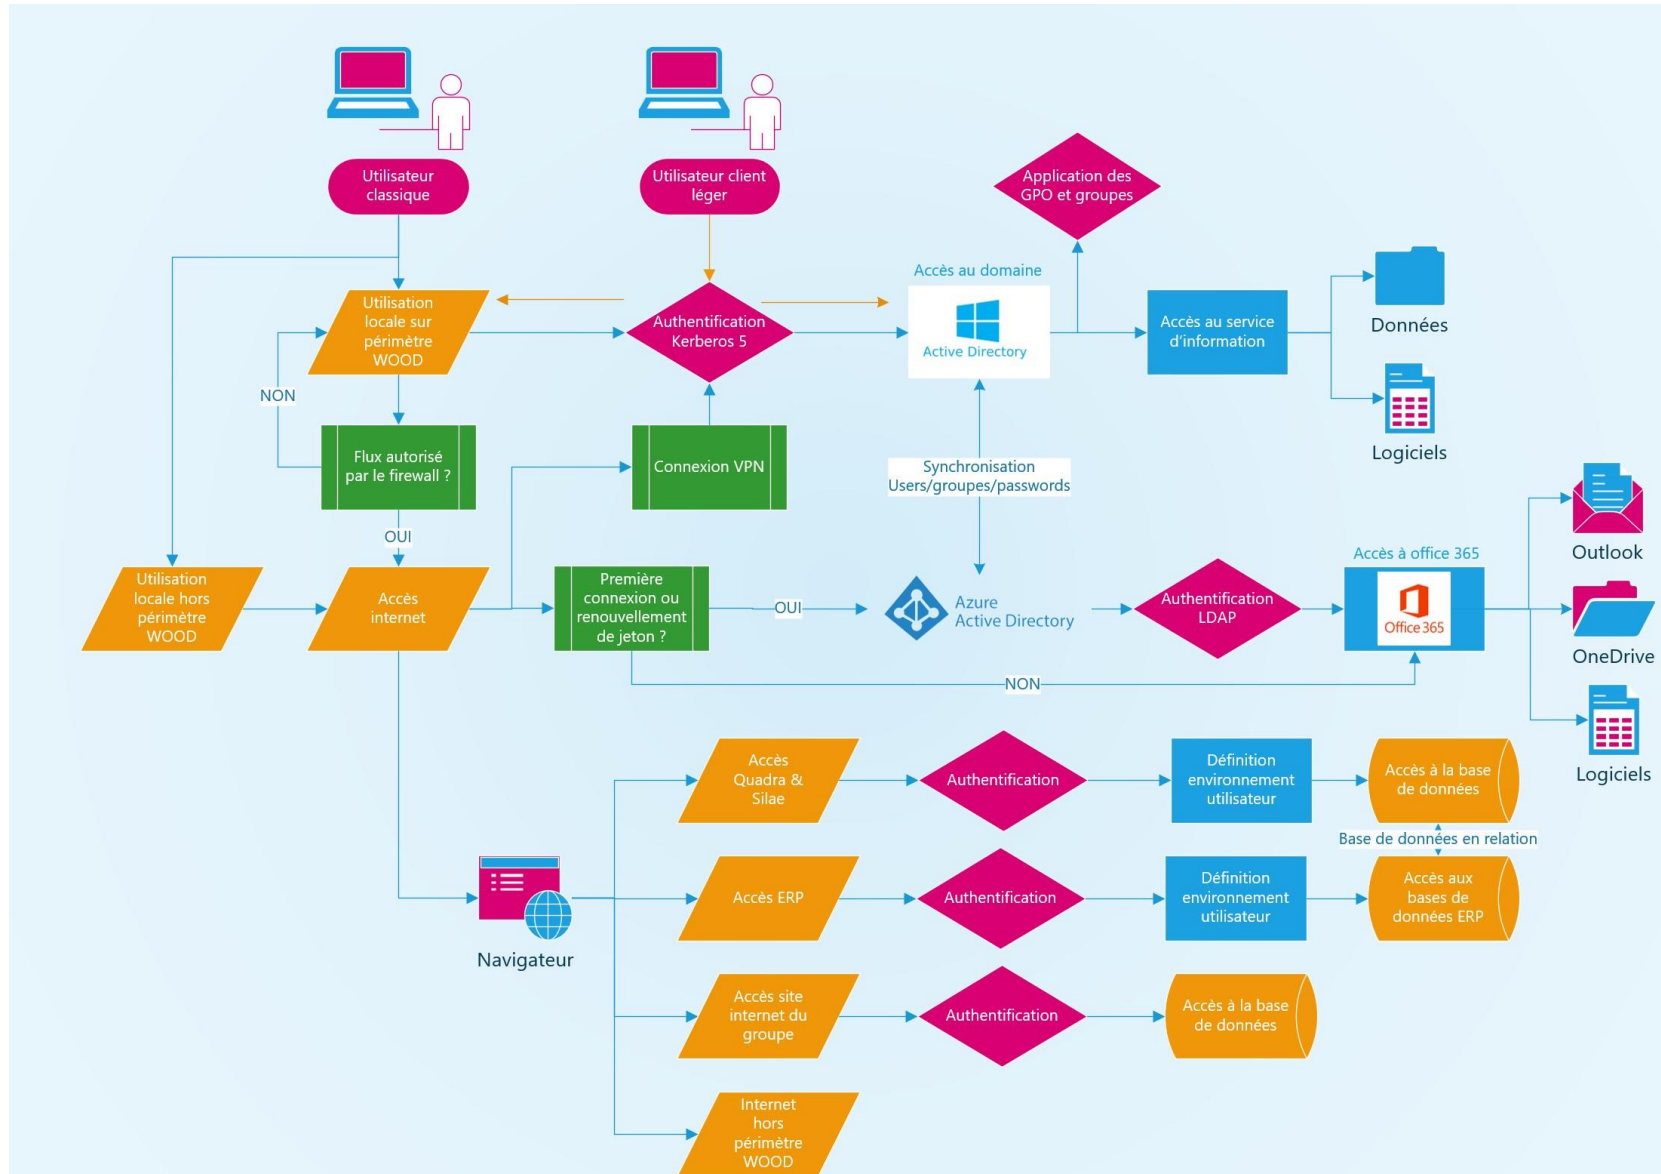 Utilisateur
classique
Utilisateur client
léger
Application des
GPO et groupes
Accès au domaine
Utilisation
locale sur
périmètre
WOOD
Authentification
Kerberos 5
Active Directory
Accès au service
d'information
Données
Logiciels
NON
Flux autorisé
par le firewall ?
Connexion VPN
Synchronisation
Users/groupes/passwords
OUI
Utilisation
locale hors
périmètre
WOOD
Accès
internet
Première
connexion ou
renouvellement
de jeton ?
OUI
Azure
Active Directory
Authentification
LDAP
Accès à office 365
Office 365
Outlook
OneDrive
Logiciels
NON
Accès
Quadra &
Silae
Authentification
Définition
environnement
utilisateur
Accès à la base
de données
Base de données en relation
Navigateur
Accès ERP
Authentification
Définition
environnement
utilisateur
Accès aux
bases de
données ERP
Accès site
internet du
groupe
Authentification
Accès à la base
de données
Internet
hors
périmètre
WOOD